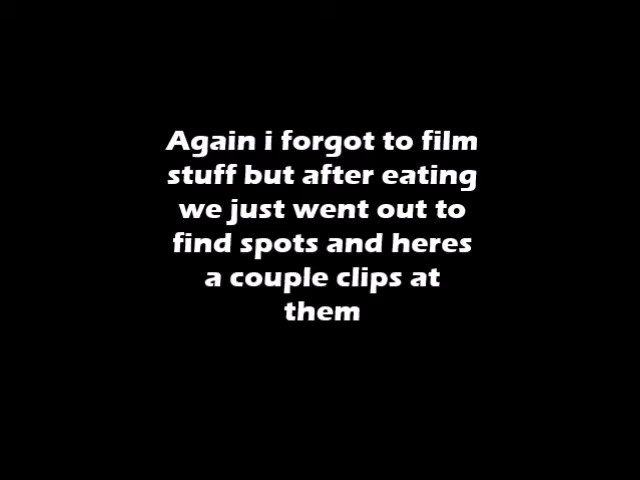 Again i forgot to film
stuff but after eating
we just went out to
find spots and heres
a couple clips at
them